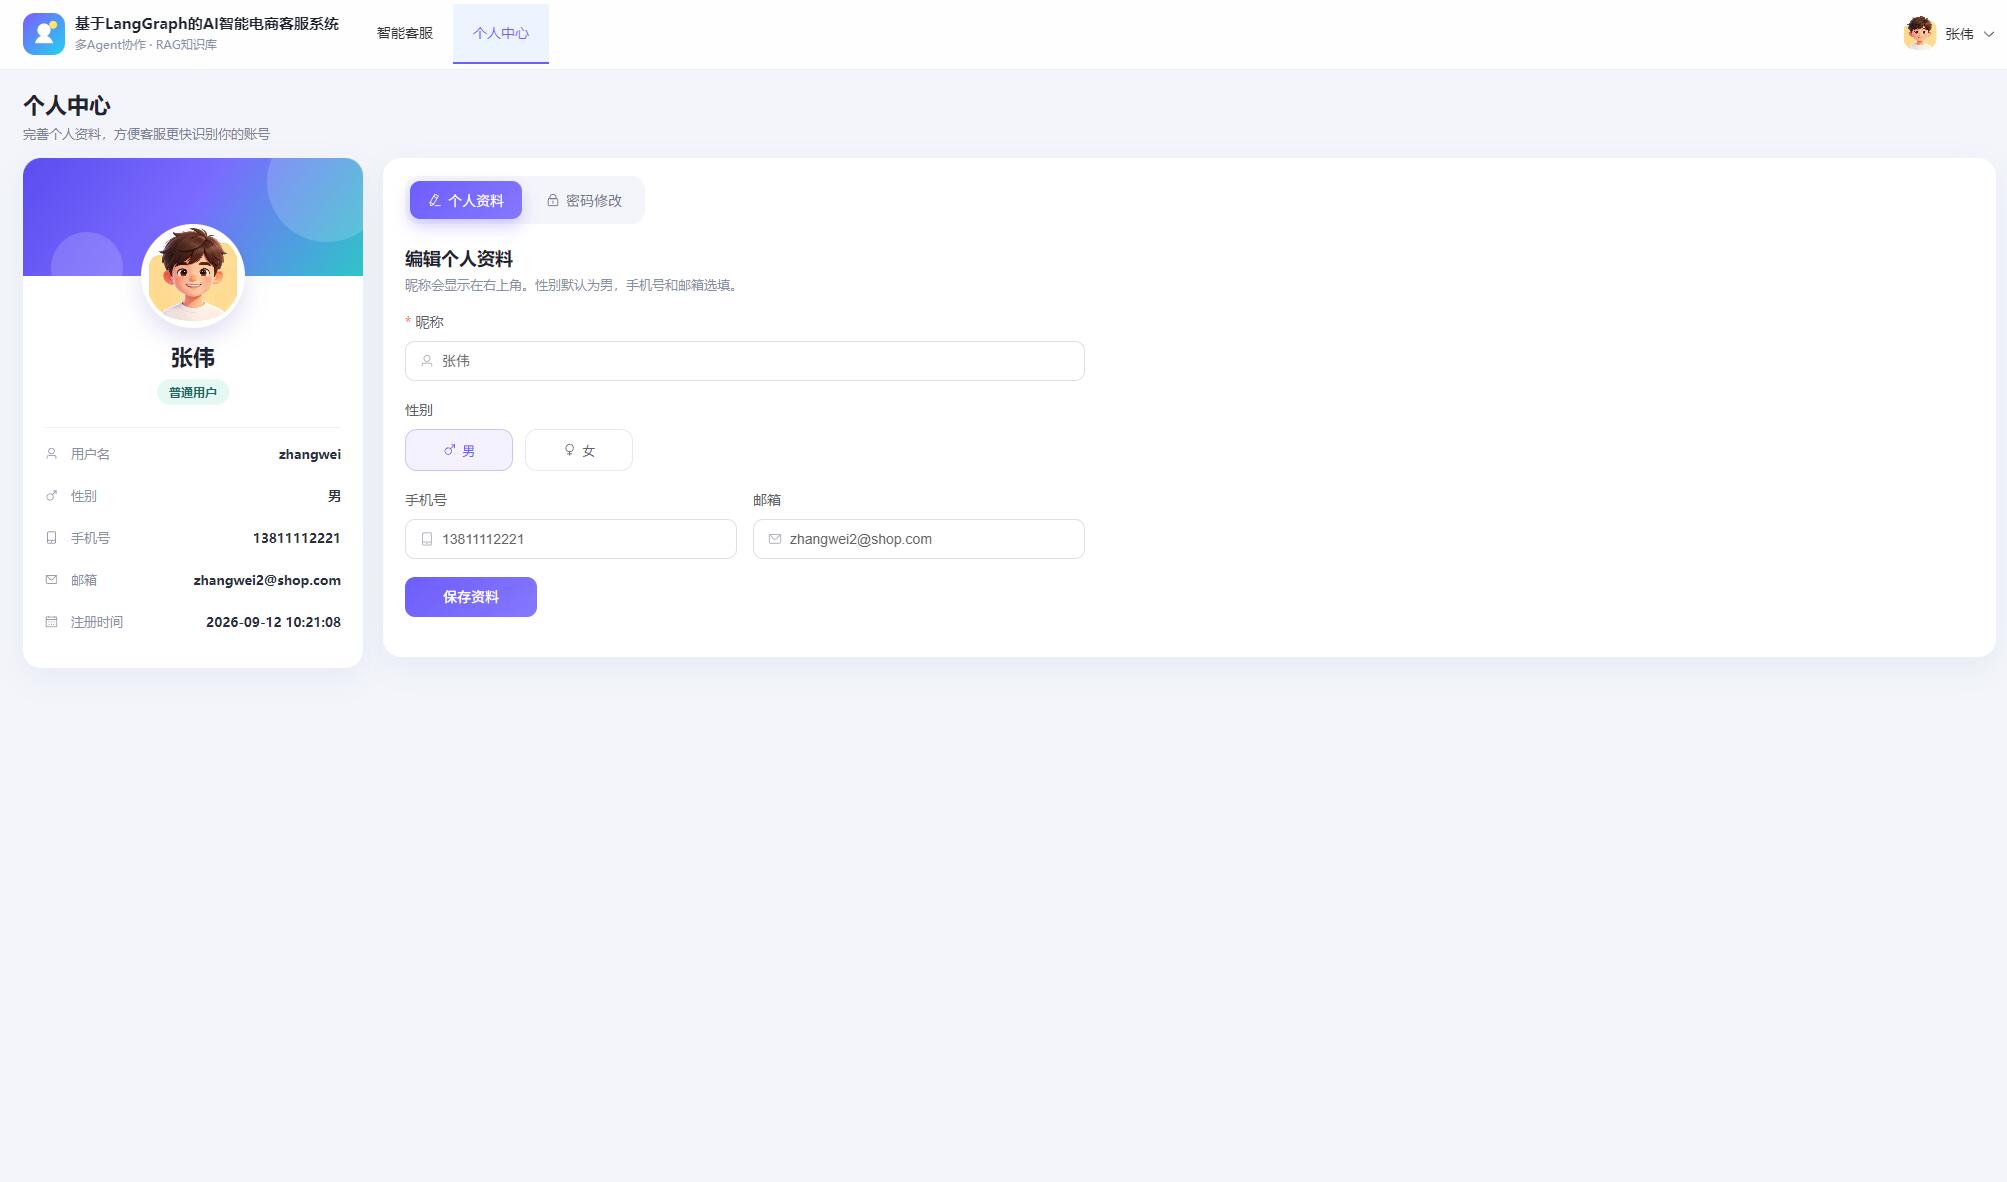 基于LangGraph的AI智能电商客服系统
多Agent协作 · RAG知识库
智能客服
个人中心
张伟
个人中心
完善个人资料，方便客服更快识别你的账号
张伟
普通用户
用户名 zhangwei
性别 男
手机号 13811112221
邮箱 zhangwei2@shop.com
注册时间 2026-09-12 10:21:08
个人资料
密码修改
编辑个人资料
昵称会显示在右上角。性别默认为男，手机号和邮箱选填。
* 昵称
张伟
性别
男
女
手机号
邮箱
13811112221
zhangwei2@shop.com
保存资料